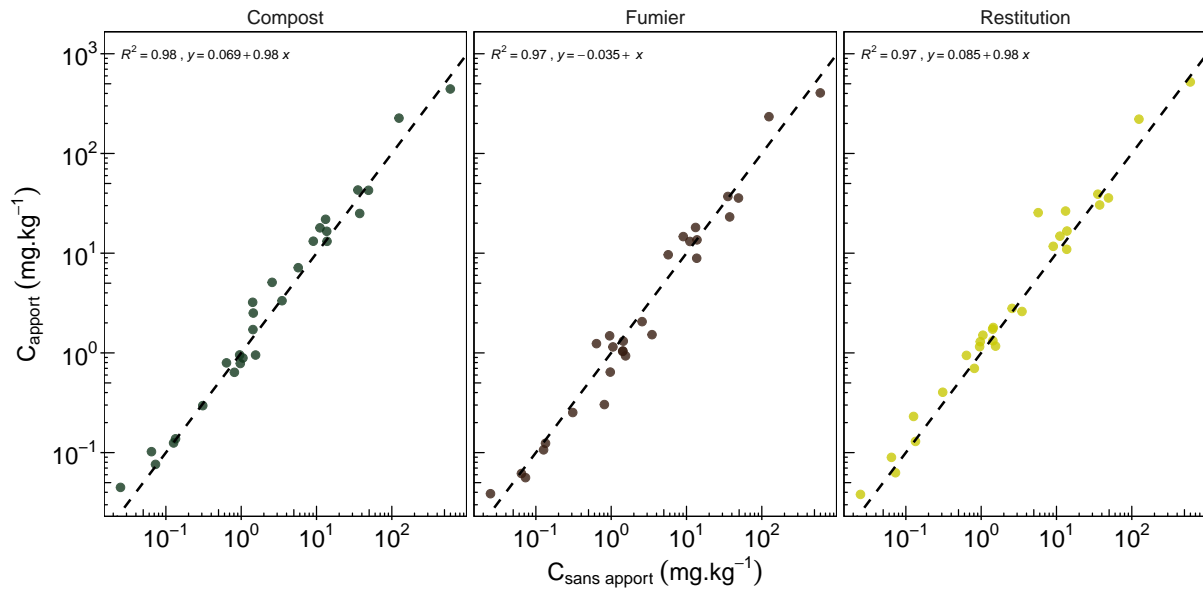 Compost Fumier Restitution
R² = 0.98 , y = 0.069 + 0.98 x
R² = 0.97 , y = −0.035 + x
R² = 0.97 , y = 0.085 + 0.98 x
10³
10²
10¹
10⁰
10⁻¹
C_apport (mg.kg⁻¹)
10⁻¹ 10⁰ 10¹ 10² 10⁻¹ 10⁰ 10¹ 10² 10⁻¹ 10⁰ 10¹ 10²
C_sans apport (mg.kg⁻¹)